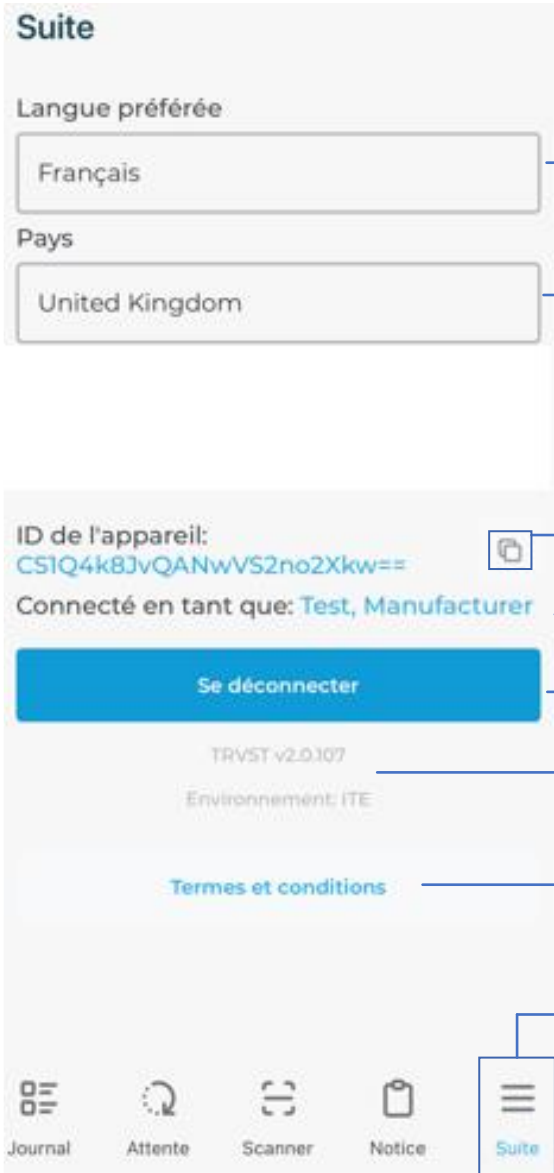 Suite
Langue préférée
Français
Pays
United Kingdom
ID de l'appareil:
CS1Q4k8JvQANwVS2no2Xkw==
Connecté en tant que: Test, Manufacturer
Se déconnecter
TRVST v2.0.107
Environnement: ITE
Termes et conditions
Journal Attente Scanner Notice Suite